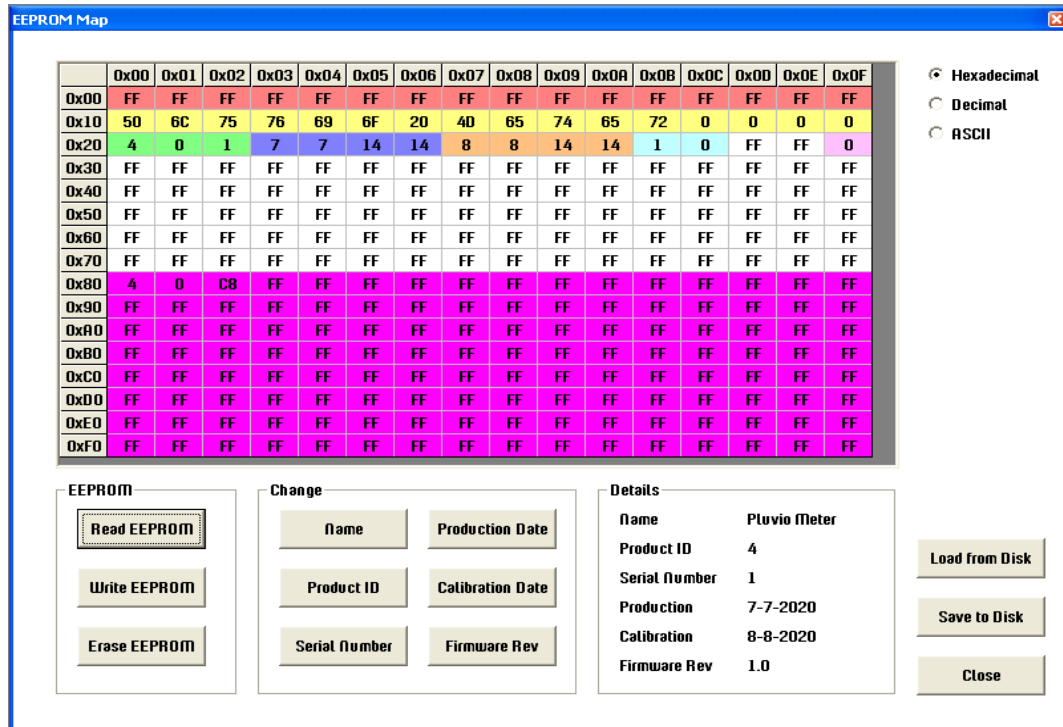 EEPROM Map
0x00 0x01 0x02 0x03 0x04 0x05 0x06 0x07 0x08 0x09 0x0A 0x0B 0x0C 0x0D 0x0E 0x0F
0x00 FF FF FF FF FF FF FF FF FF FF FF FF FF FF FF FF
0x10 50 6C 75 76 69 6F 20 4D 65 74 65 72 0 0 0 0
0x20 4 0 1 7 7 14 14 8 8 14 14 1 0 FF FF 0
0x30 FF FF FF FF FF FF FF FF FF FF FF FF FF FF FF FF
0x40 FF FF FF FF FF FF FF FF FF FF FF FF FF FF FF FF
0x50 FF FF FF FF FF FF FF FF FF FF FF FF FF FF FF FF
0x60 FF FF FF FF FF FF FF FF FF FF FF FF FF FF FF FF
0x70 FF FF FF FF FF FF FF FF FF FF FF FF FF FF FF FF
0x80 4 0 C8 FF FF FF FF FF FF FF FF FF FF FF FF FF
0x90 FF FF FF FF FF FF FF FF FF FF FF FF FF FF FF FF
0xA0 FF FF FF FF FF FF FF FF FF FF FF FF FF FF FF FF
0xB0 FF FF FF FF FF FF FF FF FF FF FF FF FF FF FF FF
0xC0 FF FF FF FF FF FF FF FF FF FF FF FF FF FF FF FF
0xD0 FF FF FF FF FF FF FF FF FF FF FF FF FF FF FF FF
0xE0 FF FF FF FF FF FF FF FF FF FF FF FF FF FF FF FF
0xF0 FF FF FF FF FF FF FF FF FF FF FF FF FF FF FF FF
Hexadecimal
Decimal
ASCII
EEPROM
Read EEPROM
Write EEPROM
Erase EEPROM
Change
Name Production Date
Product ID Calibration Date
Serial Number Firmware Rev
Details
Name Pluvio Meter
Product ID 4
Serial Number 1
Production 7-7-2020
Calibration 8-8-2020
Firmware Rev 1.0
Load from Disk
Save to Disk
Close